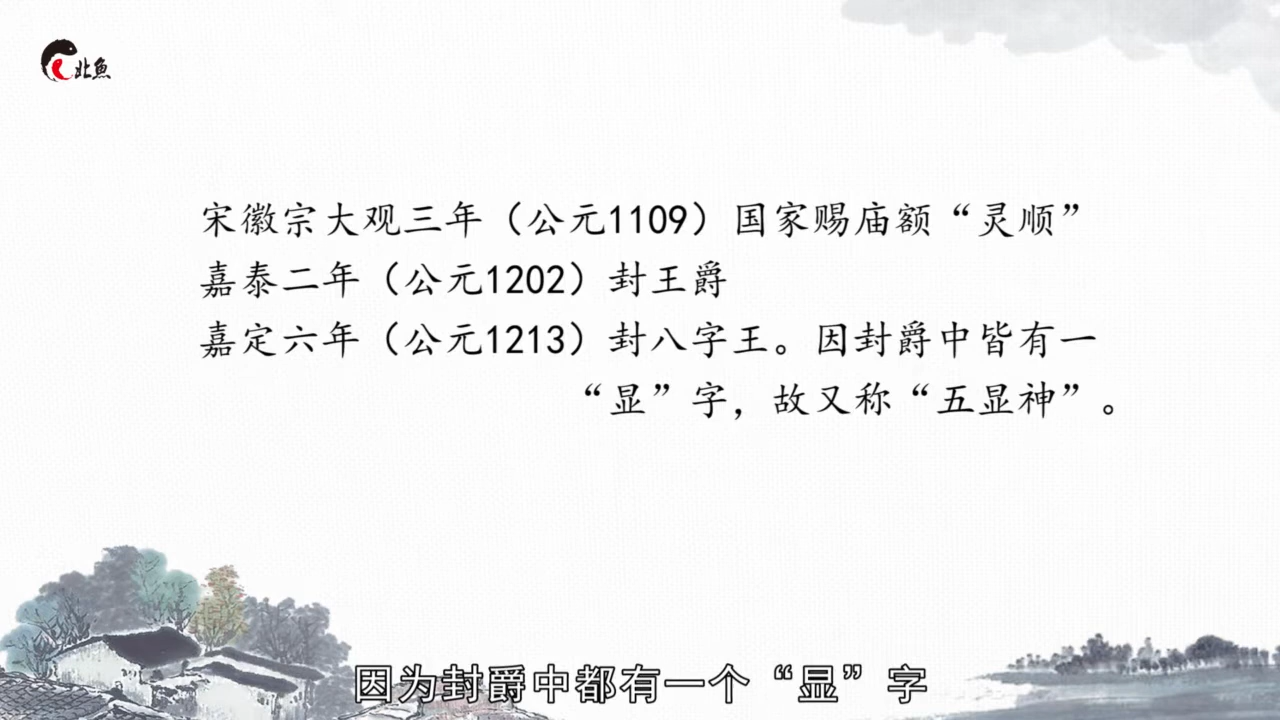 北魚
宋徽宗大观三年（公元1109）国家赐庙额“灵顺”
嘉泰二年（公元1202）封王爵
嘉定六年（公元1213）封八字王。因封爵中皆有一
“显”字，故又称“五显神”。
因为封爵中都有一个“显”字